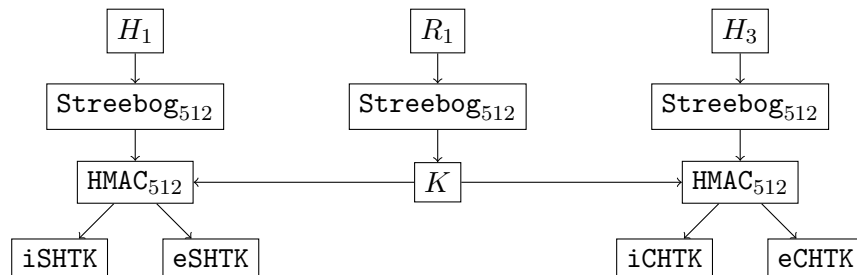 H₁ R₁ H₃
Streebog₅₁₂ Streebog₅₁₂ Streebog₅₁₂
HMAC₅₁₂ K HMAC₅₁₂
iSHTK eSHTK iCHTK eCHTK